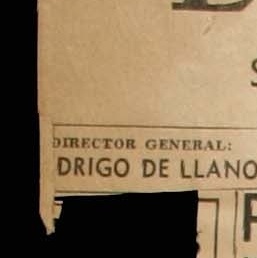 DIRECTOR GENERAL:
DRIGO DE LLANO